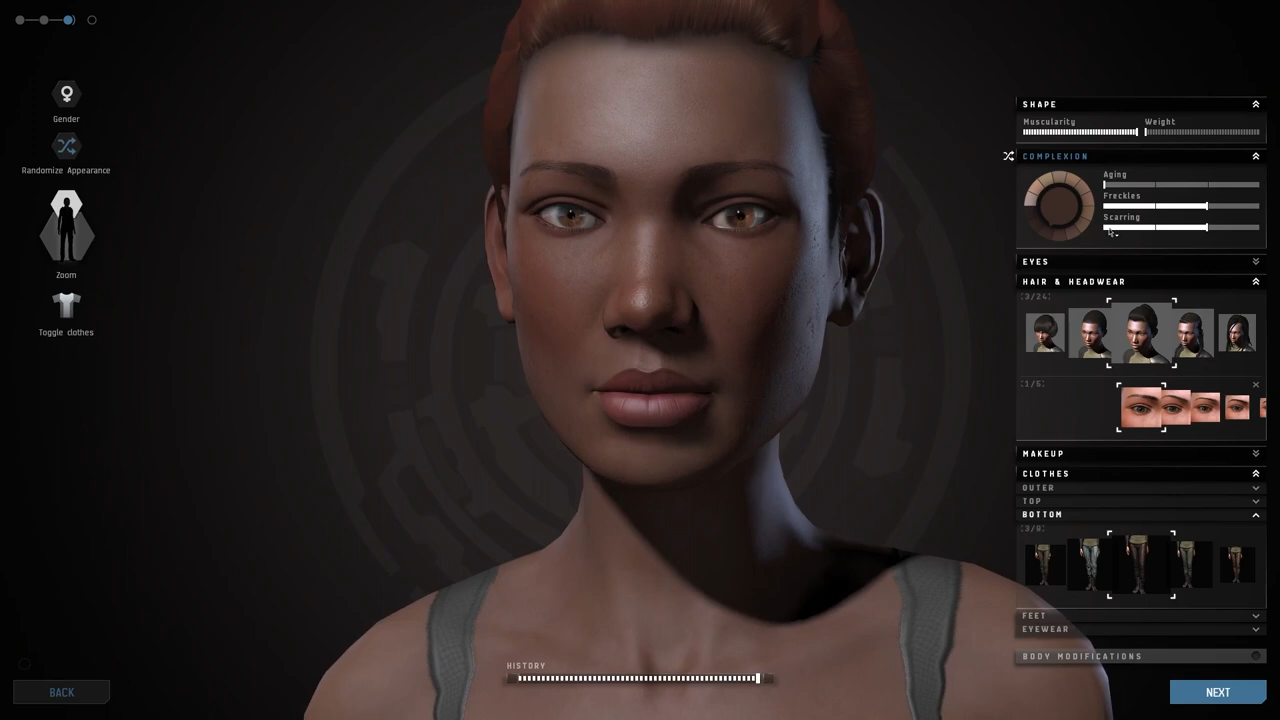 Gender
Randomize Appearance
Zoom
Toggle clothes
SHAPE
Muscularity Weight
COMPLEXION
Aging
Freckles
Scarring
EYES
HAIR & HEADWEAR
[3/24]
[1/5]
MAKEUP
CLOTHES
OUTER
TOP
BOTTOM
[3/8]
FEET
EYEWEAR
BODY MODIFICATIONS
HISTORY
BACK
NEXT